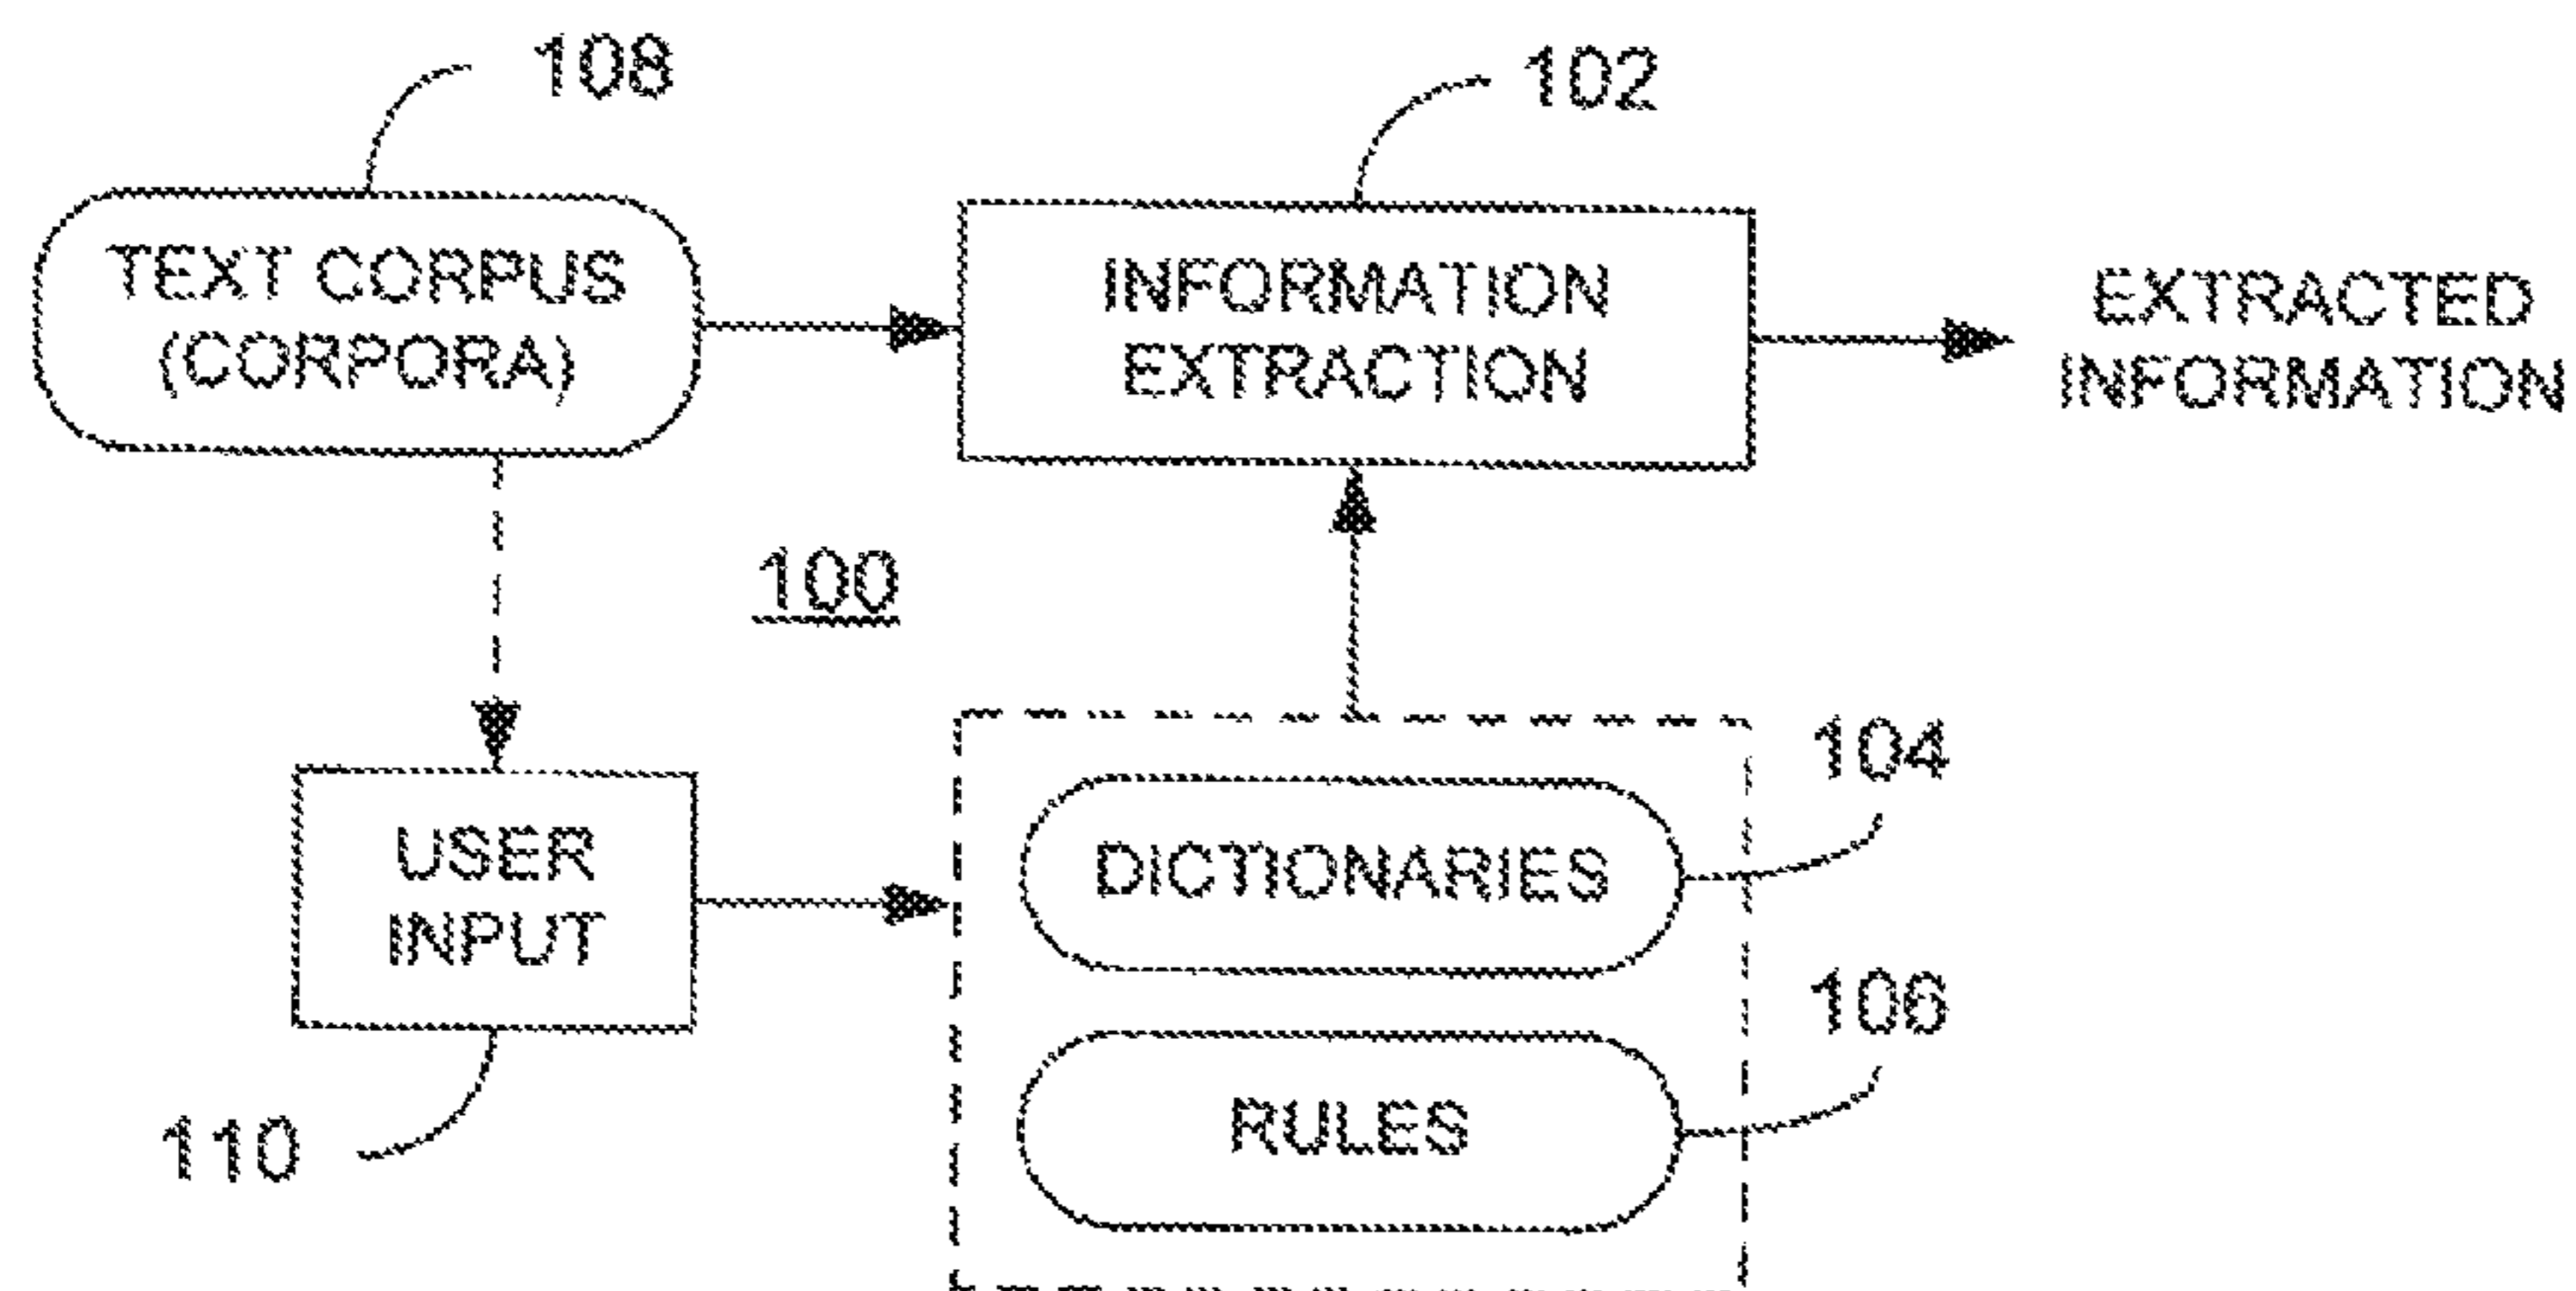 108
102
TEXT CORPUS
(CORPORA)
INFORMATION
EXTRACTION
EXTRACTED
INFORMATION
100
104
USER
INPUT
DICTIONARIES
106
RULES
110